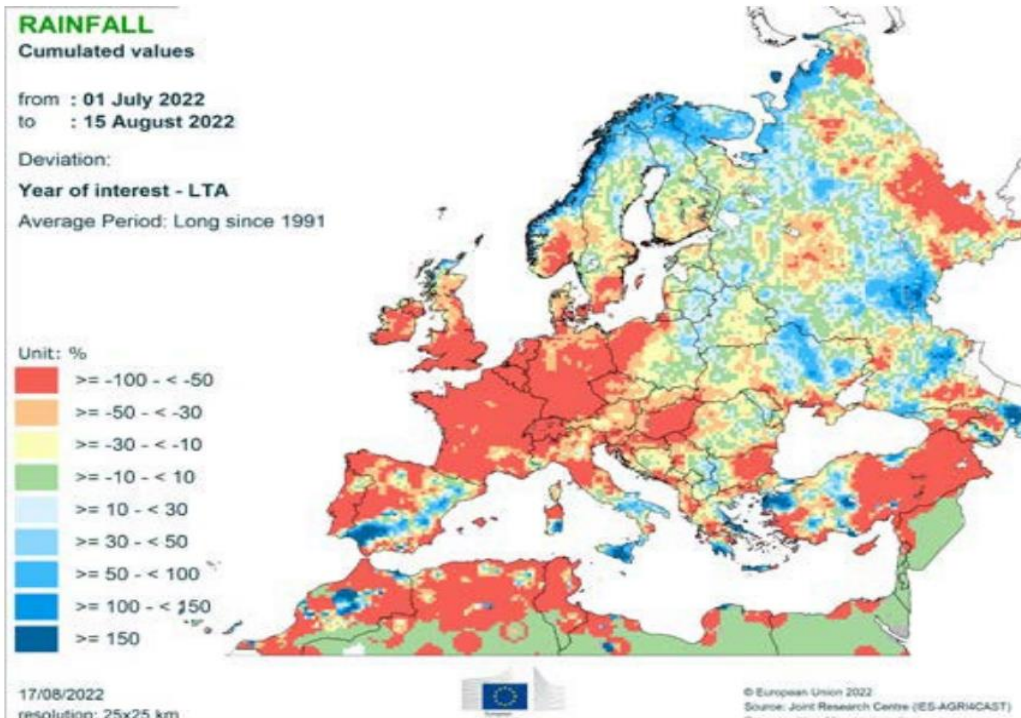 RAINFALL
Cumulated values
from : 01 July 2022
to : 15 August 2022
Deviation:
Year of interest - LTA
Average Period: Long since 1991
Unit: %
>= -100 - < -50
>= -50 - < -30
>= -30 - < -10
>= -10 - < 10
>= 10 - < 30
>= 30 - < 50
>= 50 - < 100
>= 100 - < 150
>= 150
17/08/2022
resolution: 25x25 km
European
© European Union 2022
Source: Joint Research Centre (IES-AGRI4CAST)